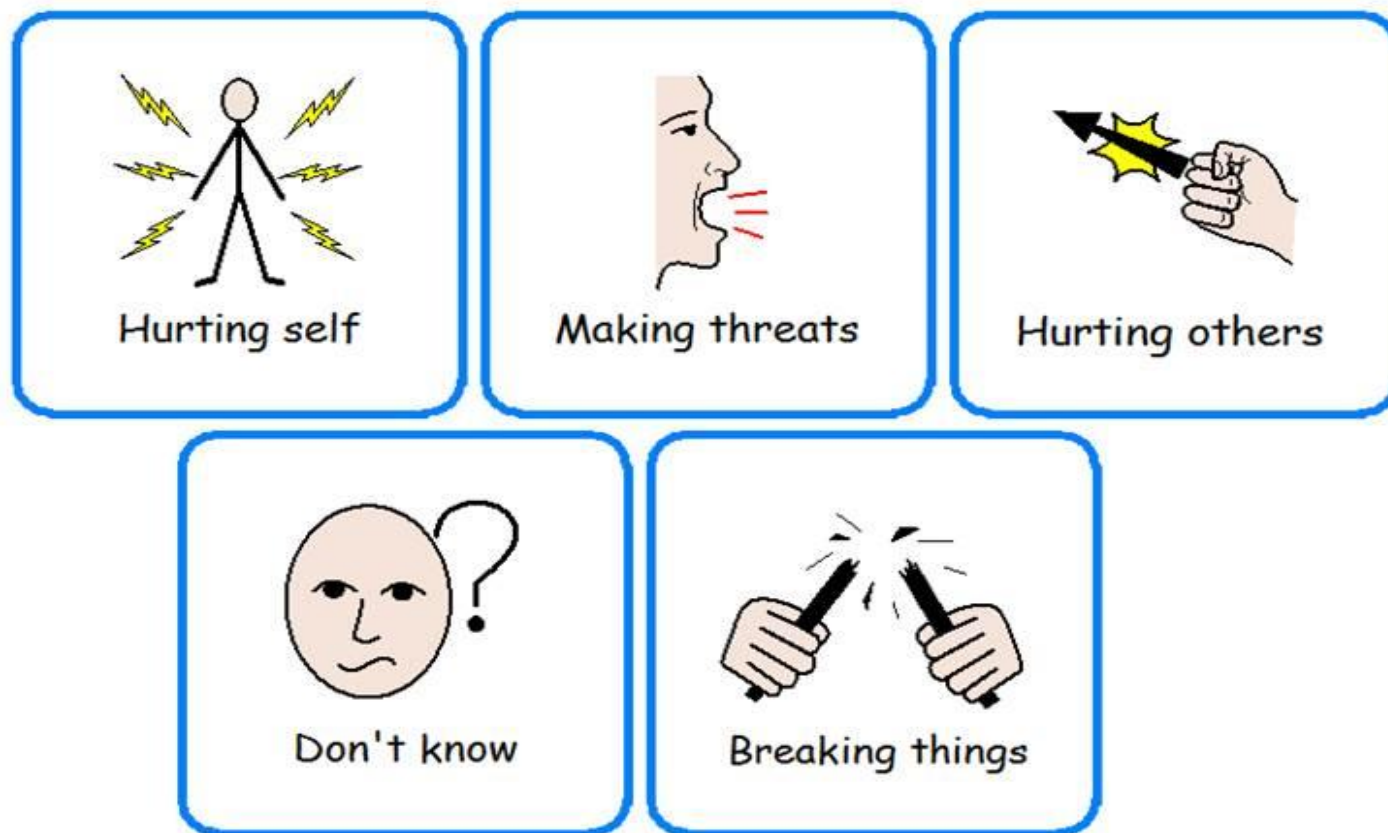 Hurting self
Making threats
Hurting others
Don't know
Breaking things